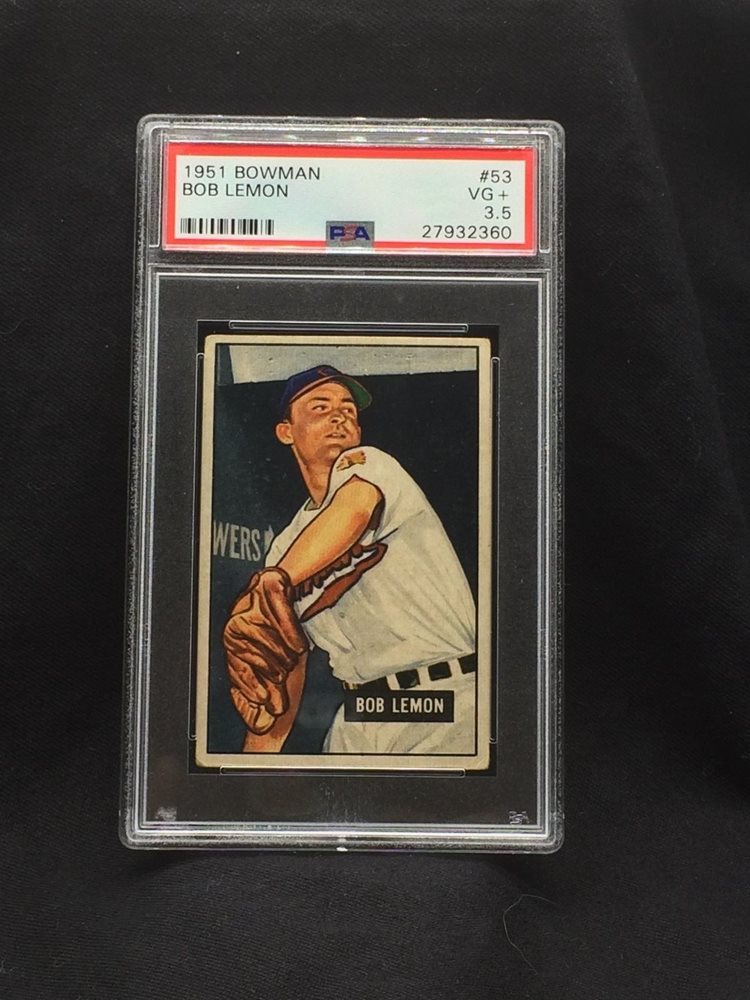 1951 BOWMAN #53
BOB LEMON VG+
3.5
PSA 27932360
WERS
BOB LEMON